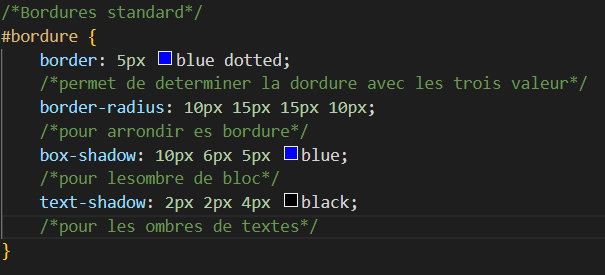 /*Bordures standard*/
#bordure {
border: 5px blue dotted;
/*permet de determiner la dordure avec les trois valeur*/
border-radius: 10px 15px 15px 10px;
/*pour arrondir es bordure*/
box-shadow: 10px 6px 5px blue;
/*pour lesombre de bloc*/
text-shadow: 2px 2px 4px black;
/*pour les ombres de textes*/
}